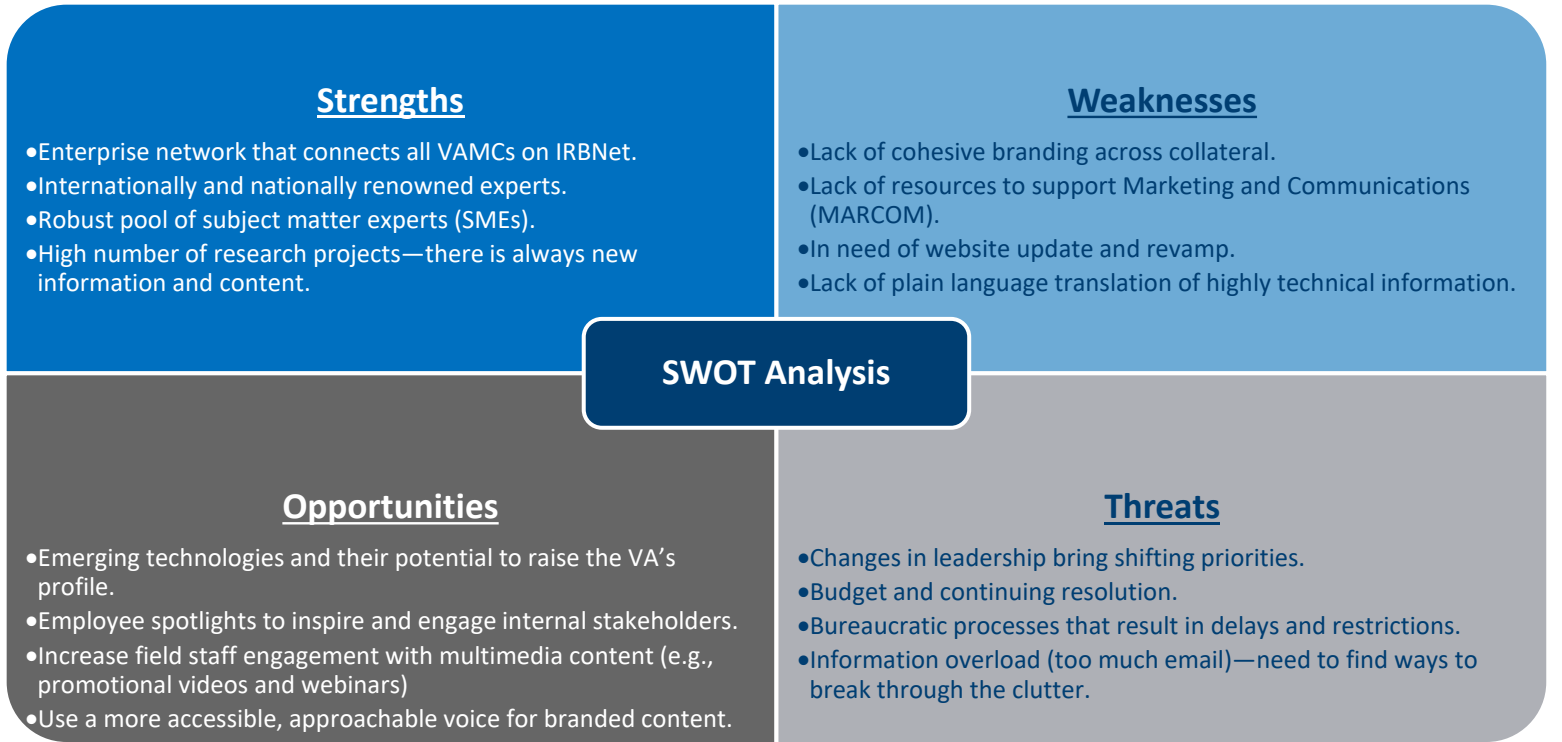 Strengths
•Enterprise network that connects all VAMCs on IRBNet.
•Internationally and nationally renowned experts.
•Robust pool of subject matter experts (SMEs).
•High number of research projects—there is always new
information and content.
Weaknesses
•Lack of cohesive branding across collateral.
•Lack of resources to support Marketing and Communications
(MARCOM).
•In need of website update and revamp.
•Lack of plain language translation of highly technical information.
SWOT Analysis
Opportunities
•Emerging technologies and their potential to raise the VA’s
profile.
•Employee spotlights to inspire and engage internal stakeholders.
•Increase field staff engagement with multimedia content (e.g.,
promotional videos and webinars)
•Use a more accessible, approachable voice for branded content.
Threats
•Changes in leadership bring shifting priorities.
•Budget and continuing resolution.
•Bureaucratic processes that result in delays and restrictions.
•Information overload (too much email)—need to find ways to
break through the clutter.